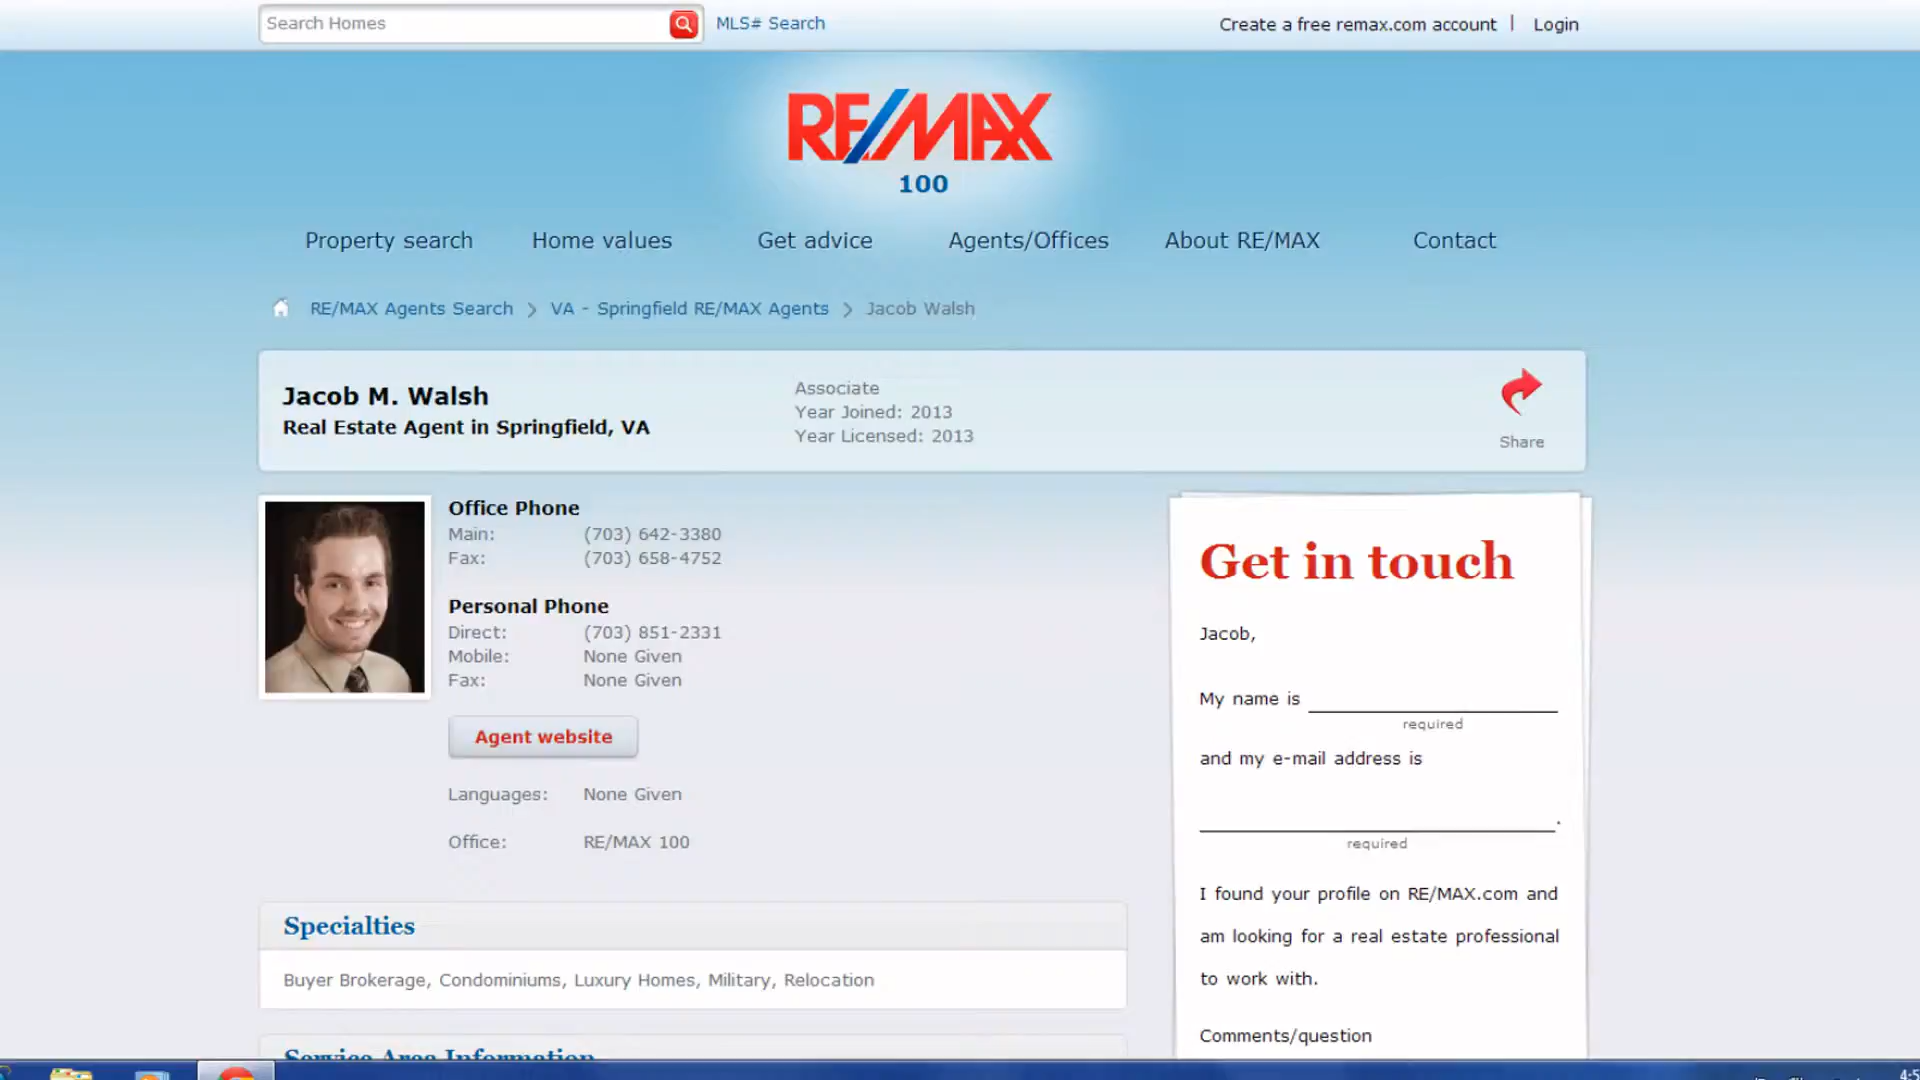 Search Homes
MLS# Search
Create a free remax.com account | Login
RE/MAX
100
Property search
Home values
Get advice
Agents/Offices
About RE/MAX
Contact
RE/MAX Agents Search > VA - Springfield RE/MAX Agents > Jacob Walsh
Jacob M. Walsh
Real Estate Agent in Springfield, VA
Associate
Year Joined: 2013
Year Licensed: 2013
Share
Office Phone
Main: (703) 642-3380
Fax: (703) 658-4752
Personal Phone
Direct: (703) 851-2331
Mobile: None Given
Fax: None Given
Agent website
Languages: None Given
Office: RE/MAX 100
Specialties
Buyer Brokerage, Condominiums, Luxury Homes, Military, Relocation
Service Area Information
Get in touch
Jacob,
My name is
required
and my e-mail address is
.
required
I found your profile on RE/MAX.com and
am looking for a real estate professional
to work with.
Comments/question